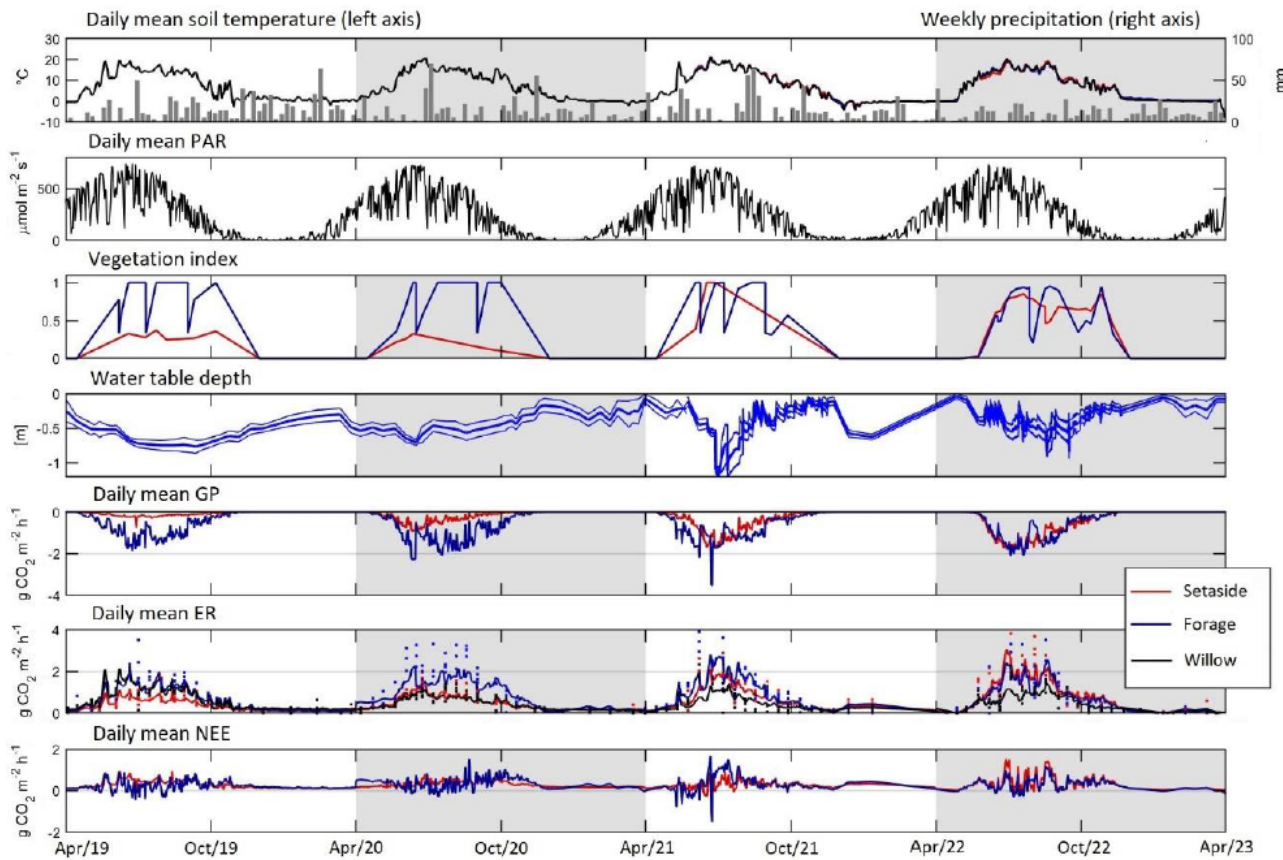 Daily mean soil temperature (left axis) Weekly precipitation (right axis)
°C
30
20
10
0
-10
100
50
0
mm
Daily mean PAR
µmol m⁻² s⁻¹
500
0
Vegetation index
1
0.5
0
Water table depth
[m]
0
-0.5
-1
Daily mean GP
g CO₂ m⁻² h⁻¹
0
-2
-4
Daily mean ER
g CO₂ m⁻² h⁻¹
4
2
0
Setaside
Forage
Willow
Daily mean NEE
g CO₂ m⁻² h⁻¹
2
0
-2
Apr/19 Oct/19 Apr/20 Oct/20 Apr/21 Oct/21 Apr/22 Oct/22 Apr/23